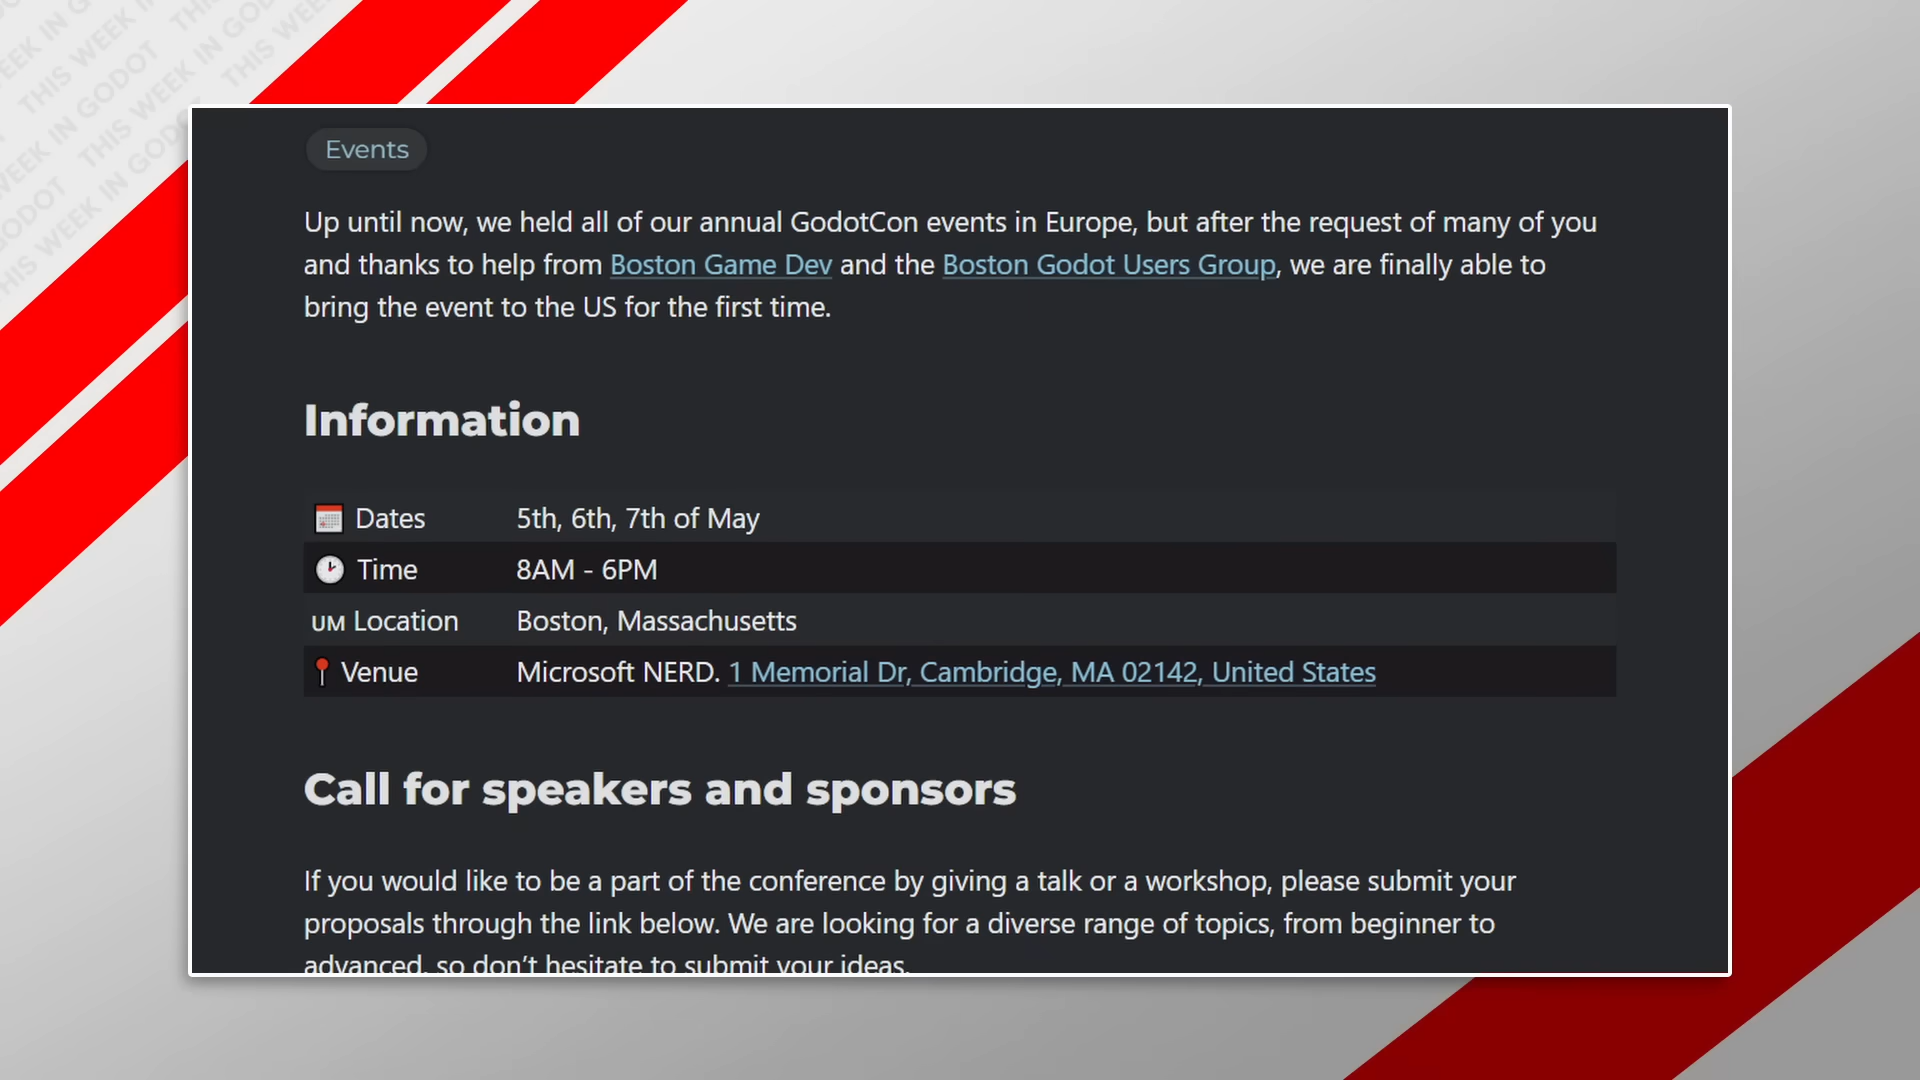 THIS WEEK IN GODOT
Events
Up until now, we held all of our annual GodotCon events in Europe, but after the request of many of you
and thanks to help from Boston Game Dev and the Boston Godot Users Group, we are finally able to
bring the event to the US for the first time.
Information
Dates 5th, 6th, 7th of May
Time 8AM - 6PM
UM Location Boston, Massachusetts
Venue Microsoft NERD. 1 Memorial Dr, Cambridge, MA 02142, United States
Call for speakers and sponsors
If you would like to be a part of the conference by giving a talk or a workshop, please submit your
proposals through the link below. We are looking for a diverse range of topics, from beginner to
advanced, so don’t hesitate to submit your ideas.